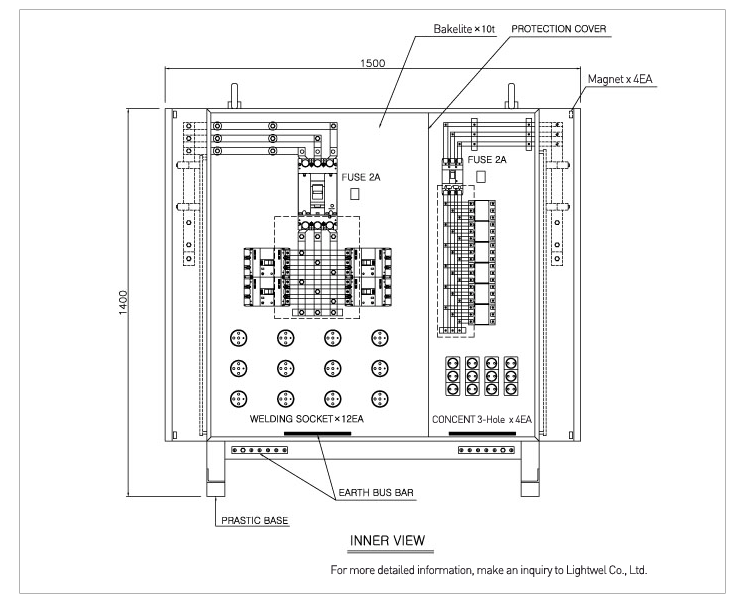 Bakelite×10t
PROTECTION COVER
1500
Magnet x 4EA
FUSE 2A
FUSE 2A
1400
WELDING SOCKET×12EA
CONCENT 3-Hole x 4EA
EARTH BUS BAR
PRASTIC BASE
INNER VIEW
For more detailed information, make an inquiry to Lightwel Co., Ltd.